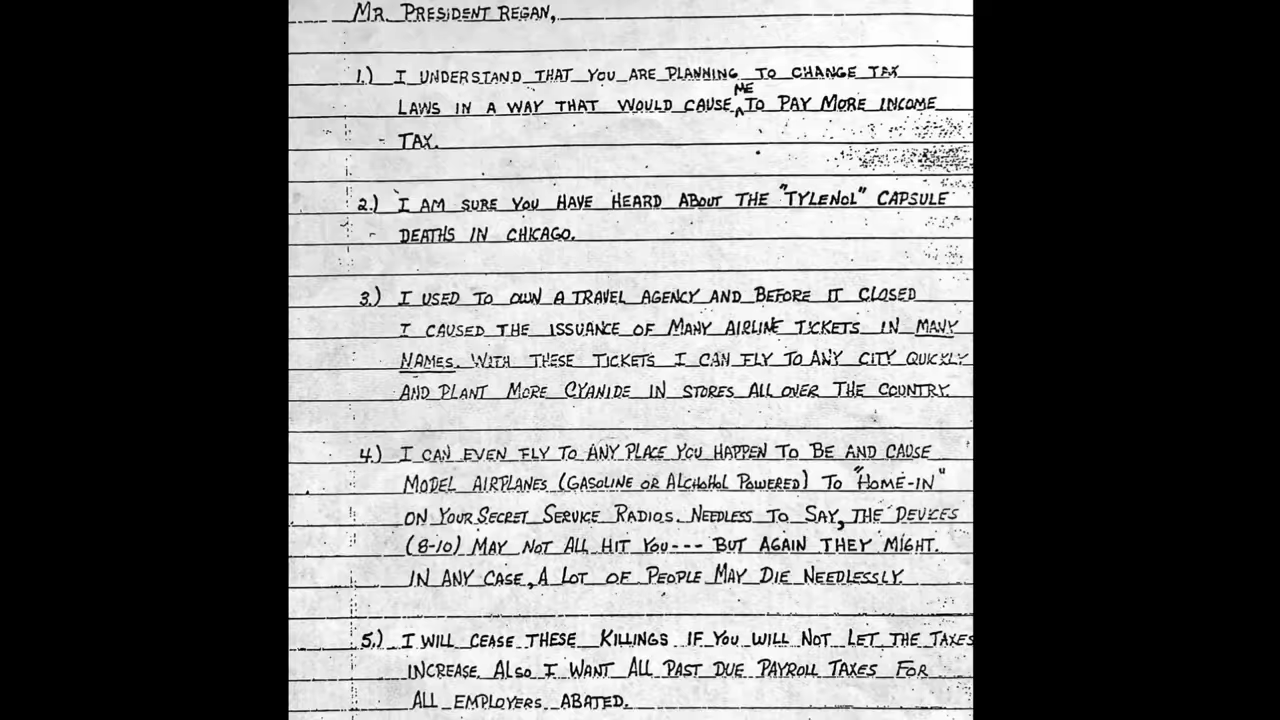 MR. PRESIDENT REGAN,
1.) I UNDERSTAND THAT YOU ARE PLANNING TO CHANGE TAX
LAWS IN A WAY THAT WOULD CAUSE ME TO PAY MORE INCOME
TAX.
2.) I AM SURE YOU HAVE HEARD ABOUT THE "TYLENOL" CAPSULE
DEATHS IN CHICAGO.
3.) I USED TO OWN A TRAVEL AGENCY AND BEFORE IT CLOSED
I CAUSED THE ISSUANCE OF MANY AIRLINE TICKETS IN MANY
NAMES. WITH THESE TICKETS I CAN FLY TO ANY CITY QUICKLY
AND PLANT MORE CYANIDE IN STORES ALL OVER THE COUNTRY.
4.) I CAN EVEN FLY TO ANY PLACE YOU HAPPEN TO BE AND CAUSE
MODEL AIRPLANES (GASOLINE OR ALCHOHOL POWERED) TO "HOME-IN"
ON YOUR SECRET SERVICE RADIOS. NEEDLESS TO SAY, THE DEVICES
(8-10) MAY NOT ALL HIT YOU--- BUT AGAIN THEY MIGHT.
IN ANY CASE, A LOT OF PEOPLE MAY DIE NEEDLESSLY.
5.) I WILL CEASE THESE KILLINGS IF YOU WILL NOT LET THE TAXES
INCREASE. ALSO I WANT ALL PAST DUE PAYROLL TAXES FOR
ALL EMPLOYERS ABATED.